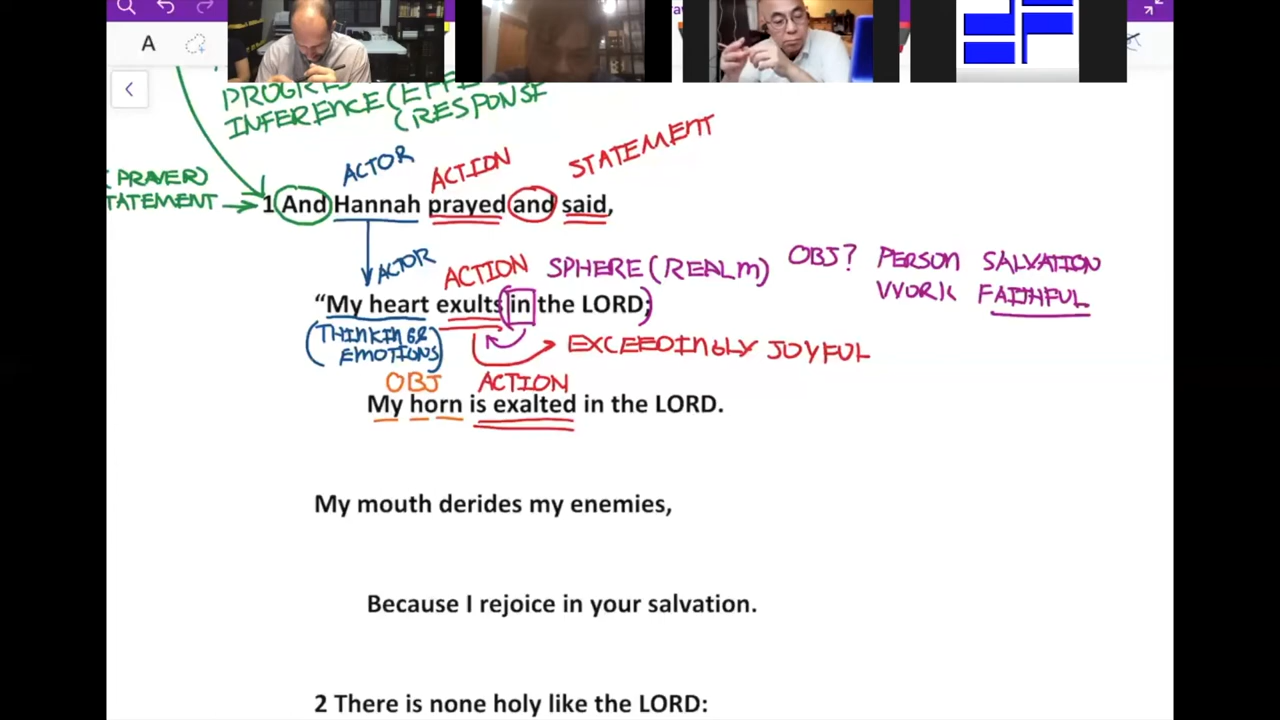 INFERENCE (
(RESPONSE
ACTOR ACTION STATEMENT
(PRAYER)
TATEMENT → 1 And Hannah prayed and said,
ACTOR ACTION SPHERE (REALM) OBJ? PERSON SALVATION
WORK FAITHFUL
“My heart exults in the LORD;
(THINKING & EMOTIONS)
EXCEEDINGLY JOYFUL
OBJ ACTION
My horn is exalted in the LORD.
My mouth derides my enemies,
Because I rejoice in your salvation.
2 There is none holy like the LORD: